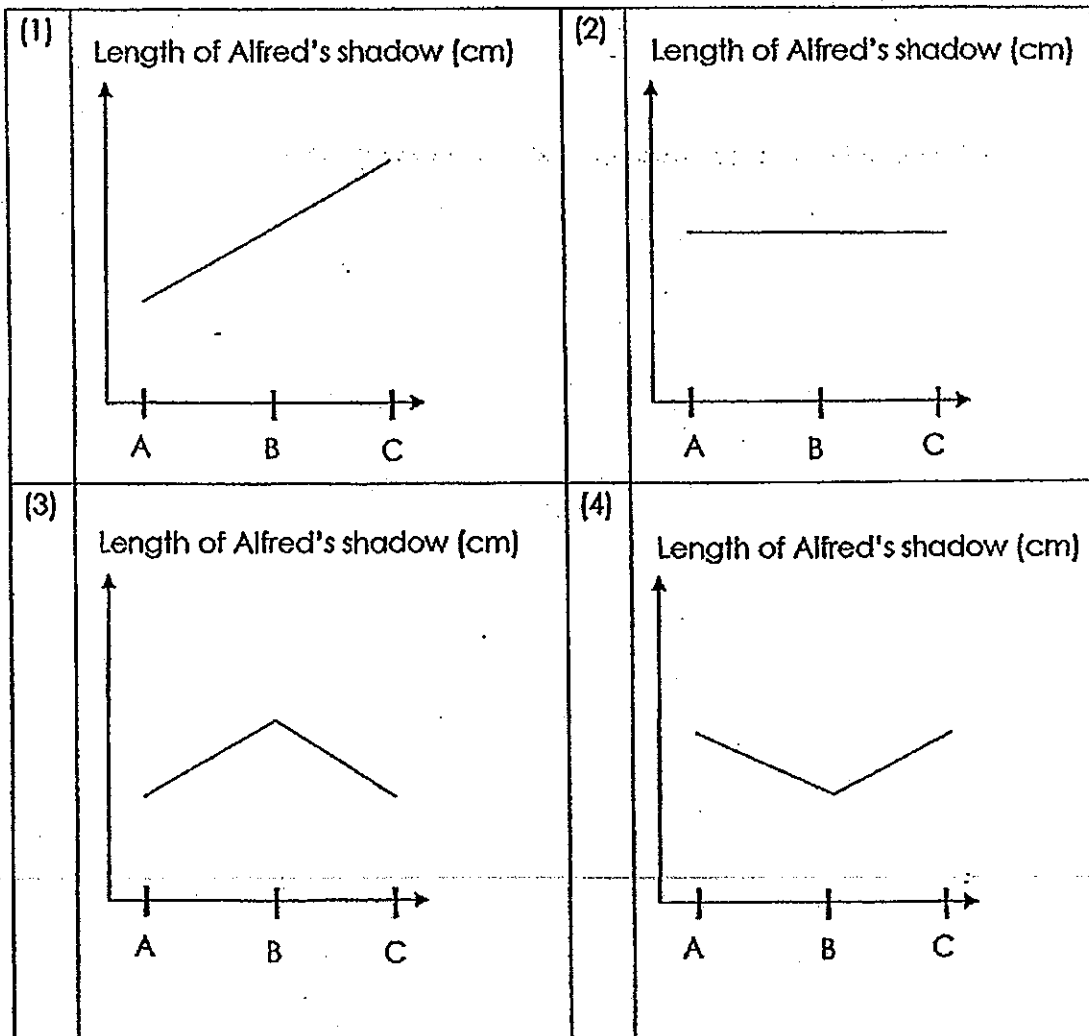 (1)
Length of Alfred's shadow (cm)
A B C
(2)
Length of Alfred's shadow (cm)
A B C
(3)
Length of Alfred's shadow (cm)
A B C
(4)
Length of Alfred's shadow (cm)
A B C